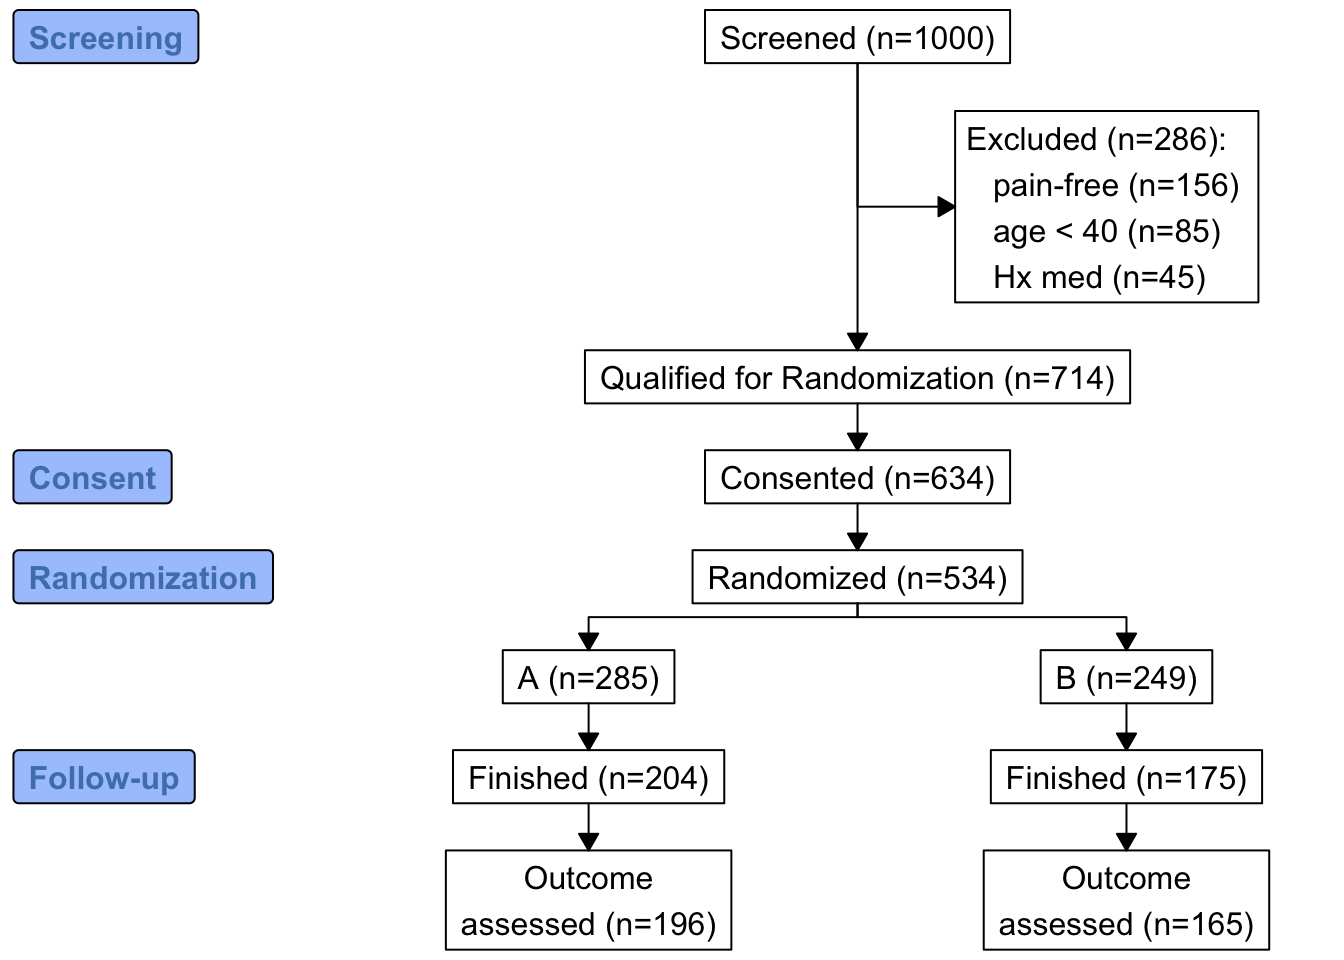 Screening
Screened (n=1000)
Excluded (n=286):
pain-free (n=156)
age < 40 (n=85)
Hx med (n=45)
Qualified for Randomization (n=714)
Consent
Consented (n=634)
Randomization
Randomized (n=534)
A (n=285)
B (n=249)
Follow-up
Finished (n=204)
Finished (n=175)
Outcome
assessed (n=196)
Outcome
assessed (n=165)